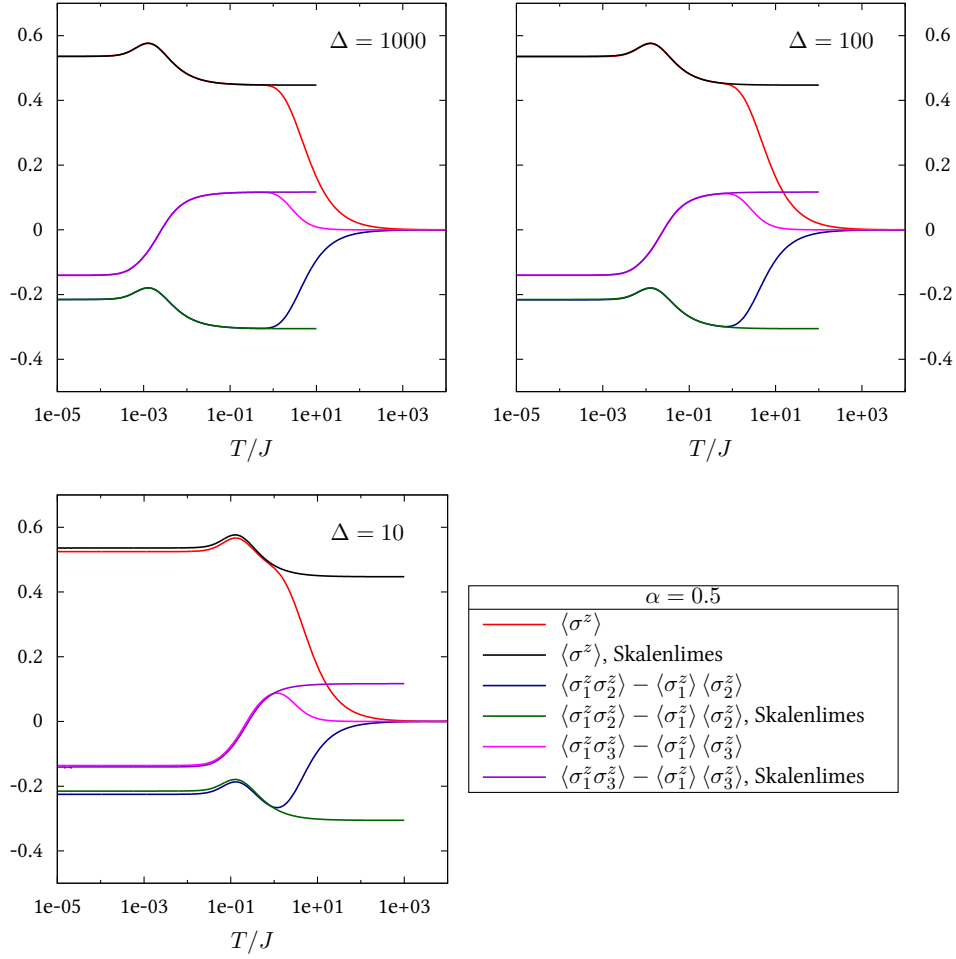 0.6
0.4
0.2
0
-0.2
-0.4
Δ = 1000
1e-05 1e-03 1e-01 1e+01 1e+03
T/J
0.6
0.4
0.2
0
-0.2
-0.4
Δ = 100
1e-05 1e-03 1e-01 1e+01 1e+03
T/J
0.6
0.4
0.2
0
-0.2
-0.4
Δ = 10
1e-05 1e-03 1e-01 1e+01 1e+03
T/J
α = 0.5
⟨σ^z⟩
⟨σ^z⟩, Skalenlimes
⟨σ_1^z σ_2^z⟩ − ⟨σ_1^z⟩ ⟨σ_2^z⟩
⟨σ_1^z σ_2^z⟩ − ⟨σ_1^z⟩ ⟨σ_2^z⟩, Skalenlimes
⟨σ_1^z σ_3^z⟩ − ⟨σ_1^z⟩ ⟨σ_3^z⟩
⟨σ_1^z σ_3^z⟩ − ⟨σ_1^z⟩ ⟨σ_3^z⟩, Skalenlimes